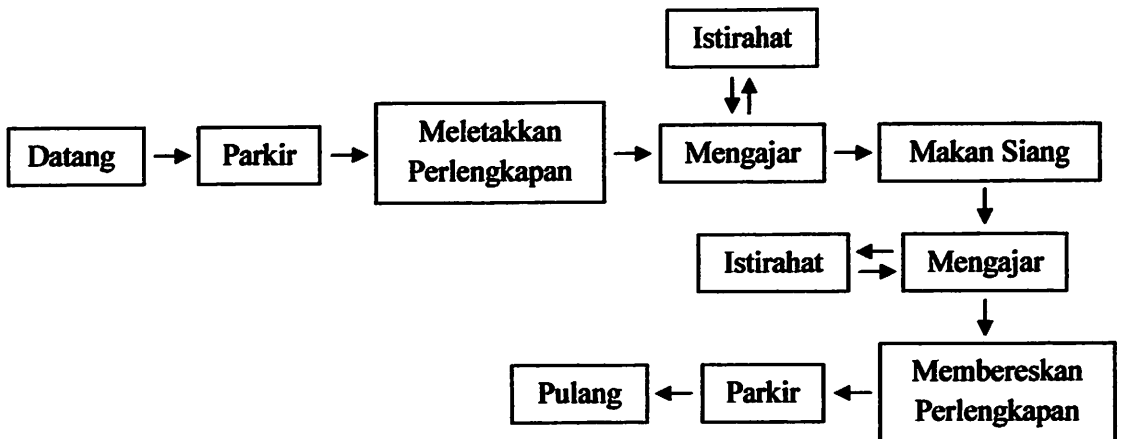 Istirahat
Datang
Parkir
Meletakkan
Perlengkapan
Mengajar
Makan Siang
Istirahat
Mengajar
Membereskan
Perlengkapan
Parkir
Pulang